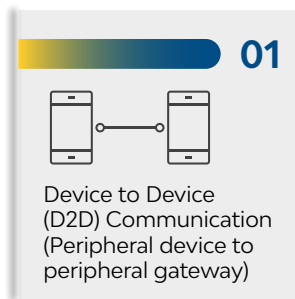 01
Device to Device
(D2D) Communication
(Peripheral device to
peripheral gateway)